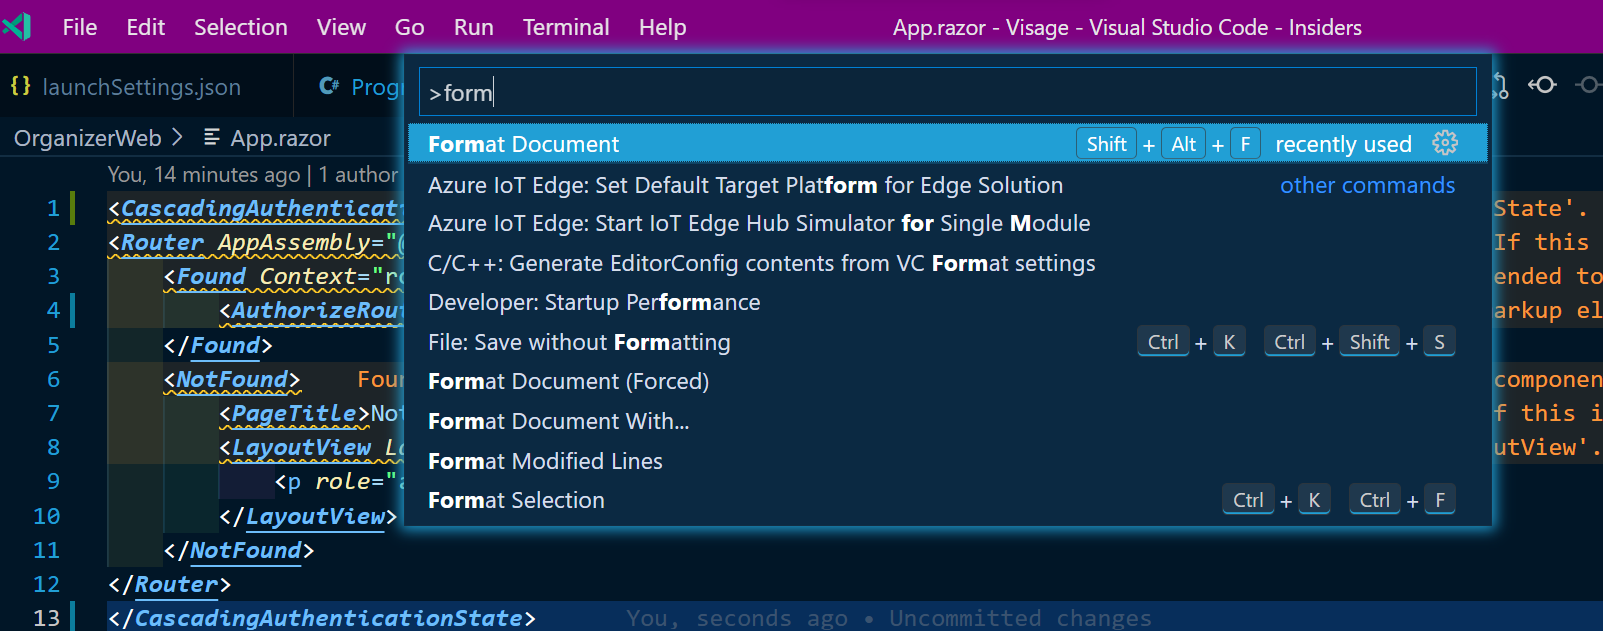 File Edit Selection View Go Run Terminal Help App.razor - Visage - Visual Studio Code - Insiders
{} launchSettings.json C# Progr
>form
OrganizerWeb > App.razor
Format Document Shift + Alt + F recently used
Azure IoT Edge: Set Default Target Platform for Edge Solution other commands
Azure IoT Edge: Start IoT Edge Hub Simulator for Single Module
C/C++: Generate EditorConfig contents from VC Format settings
Developer: Startup Performance
File: Save without Formatting Ctrl + K Ctrl + Shift + S
Format Document (Forced)
Format Document With...
Format Modified Lines
Format Selection Ctrl + K Ctrl + F
You, 14 minutes ago | 1 author
1 <CascadingAuthenticati State'.
2 <Router AppAssembly="@ If this
3 <Found Context="ro ended to
4 <AuthorizeRout arkup el
5 </Found>
6 <NotFound> Four componen
7 <PageTitle>Not f this i
8 <LayoutView La utView'.
9 <p role="a
10 </LayoutView>
11 </NotFound>
12 </Router>
13 </CascadingAuthenticationState> You, seconds ago • Uncommitted changes